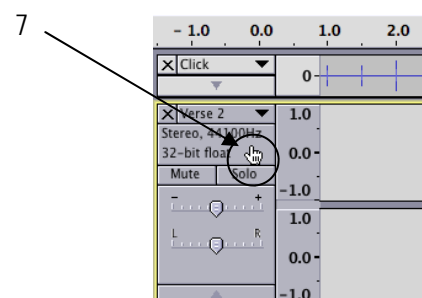 7
- 1.0 0.0 1.0 2.0
X Click
0-
X Verse 2 1.0
Stereo, 44100Hz
32-bit float 0.0-
Mute Solo
-1.0
- +
1.0
L R
0.0-
-1.0